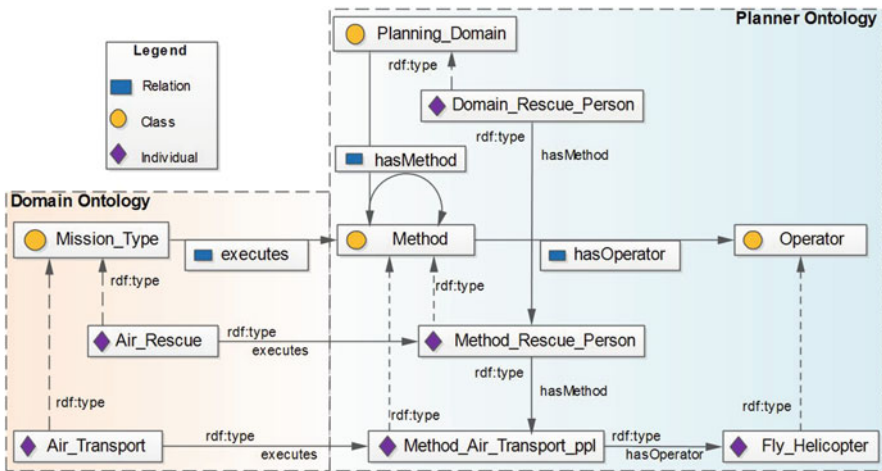 Planner Ontology
Planning_Domain
Legend
Relation
Class
Individual
rdf:type
Domain_Rescue_Person
rdf:type
hasMethod
hasMethod
Domain Ontology
Mission_Type
executes
Method
hasOperator
Operator
rdf:type
rdf:type
Air_Rescue
rdf:type
executes
Method_Rescue_Person
rdf:type
hasMethod
rdf:type
rdf:type
rdf:type
Air_Transport
rdf:type
executes
Method_Air_Transport_ppl
rdf:type
hasOperator
Fly_Helicopter